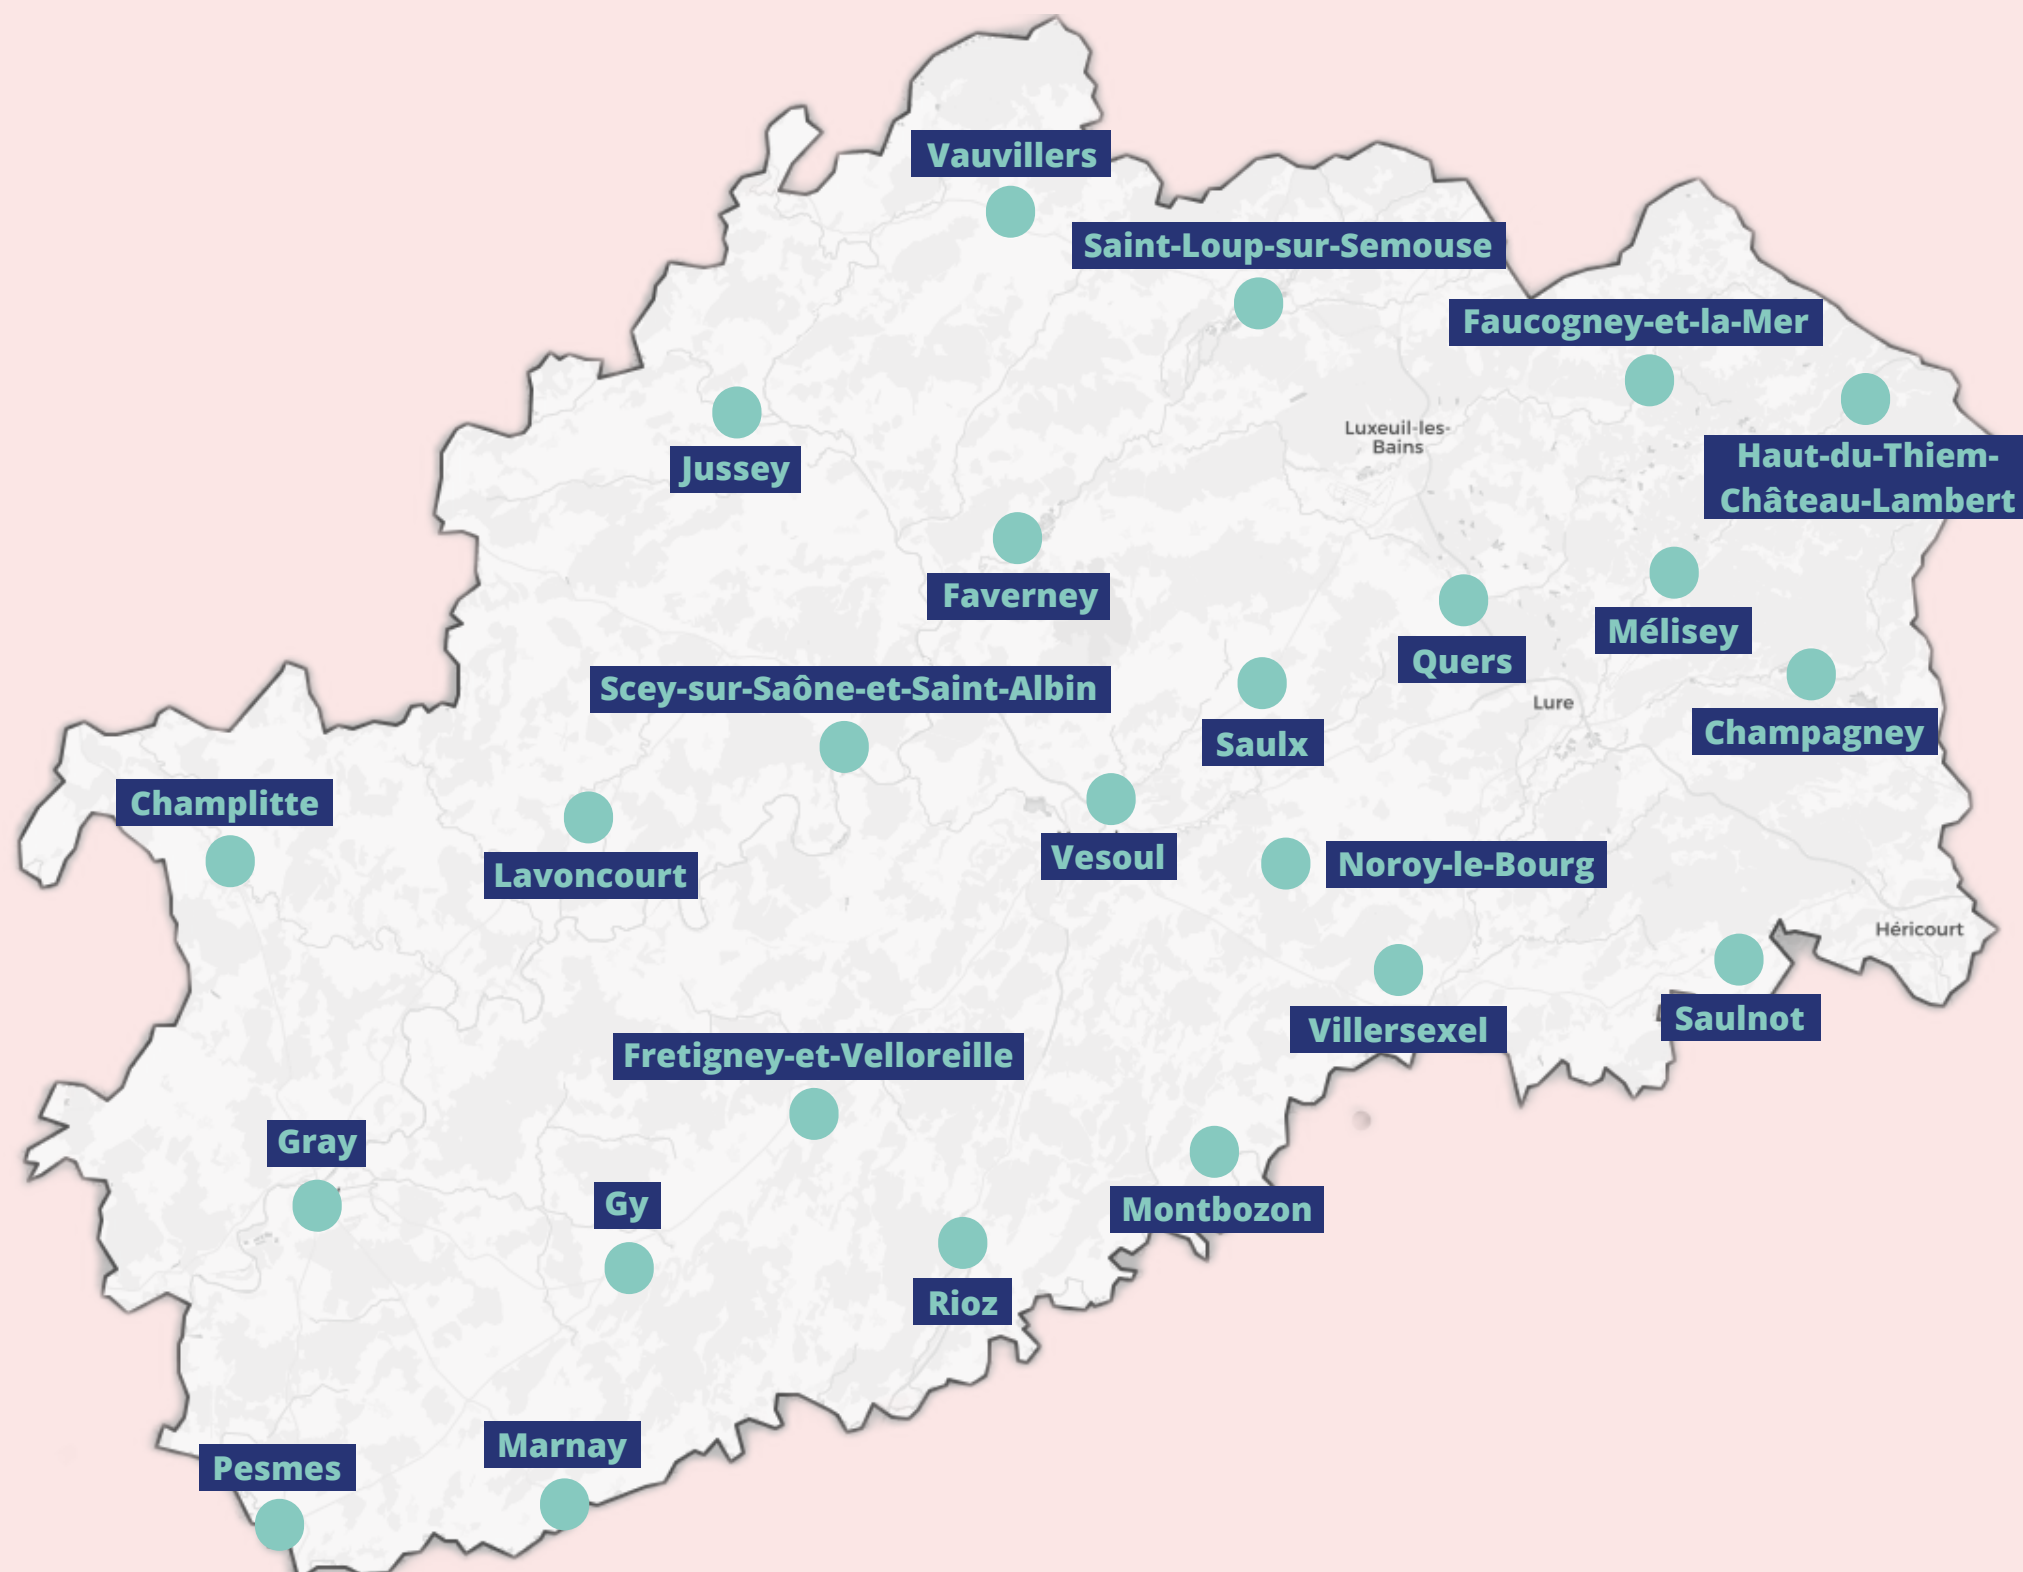 Vauvillers
Saint-Loup-sur-Semouse
Faucogney-et-la-Mer
Luxeuil-les-
Bains
Haut-du-Thiem-
Château-Lambert
Jussey
Faverney
Mélisey
Quers
Scey-sur-Saône-et-Saint-Albin
Lure
Champagney
Saulx
Champlitte
Vesoul
Noroy-le-Bourg
Lavoncourt
Héricourt
Saulnot
Villersexel
Fretigney-et-Velloreille
Gray
Gy
Montbozon
Rioz
Marnay
Pesmes